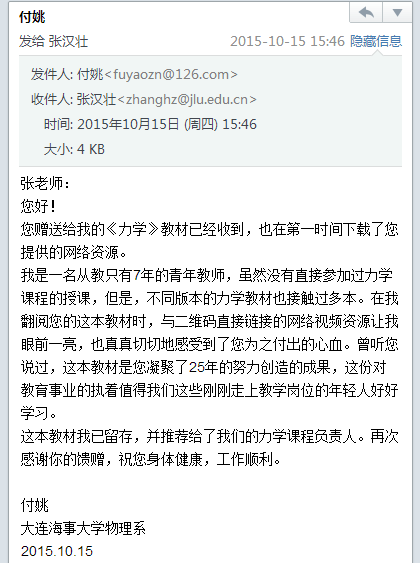 付姚
发给 张汉壮 2015-10-15 15:46 隐藏信息
发件人: 付姚<fuyaozn@126.com>
收件人: 张汉壮<zhanghz@jlu.edu.cn>
时间: 2015年10月15日 (周四) 15:46
大小: 4 KB
张老师：
您好！
您赠送给我的《力学》教材已经收到，也在第一时间下载了您
提供的网络资源。
我是一名从教只有7年的青年教师，虽然没有直接参加过力学
课程的授课，但是，不同版本的力学教材也接触过多本。在我
翻阅您的这本教材时，与二维码直接链接的网络视频资源让我
眼前一亮，也真真切切地感受到了您为之付出的心血。曾听您
说过，这本教材是您凝聚了25年的努力创造的成果，这份对
教育事业的执着值得我们这些刚刚走上教学岗位的年轻人好好
学习。
这本教材我已留存，并推荐给了我们的力学课程负责人。再次
感谢你的馈赠，祝您身体健康，工作顺利。
付姚
大连海事大学物理系
2015.10.15